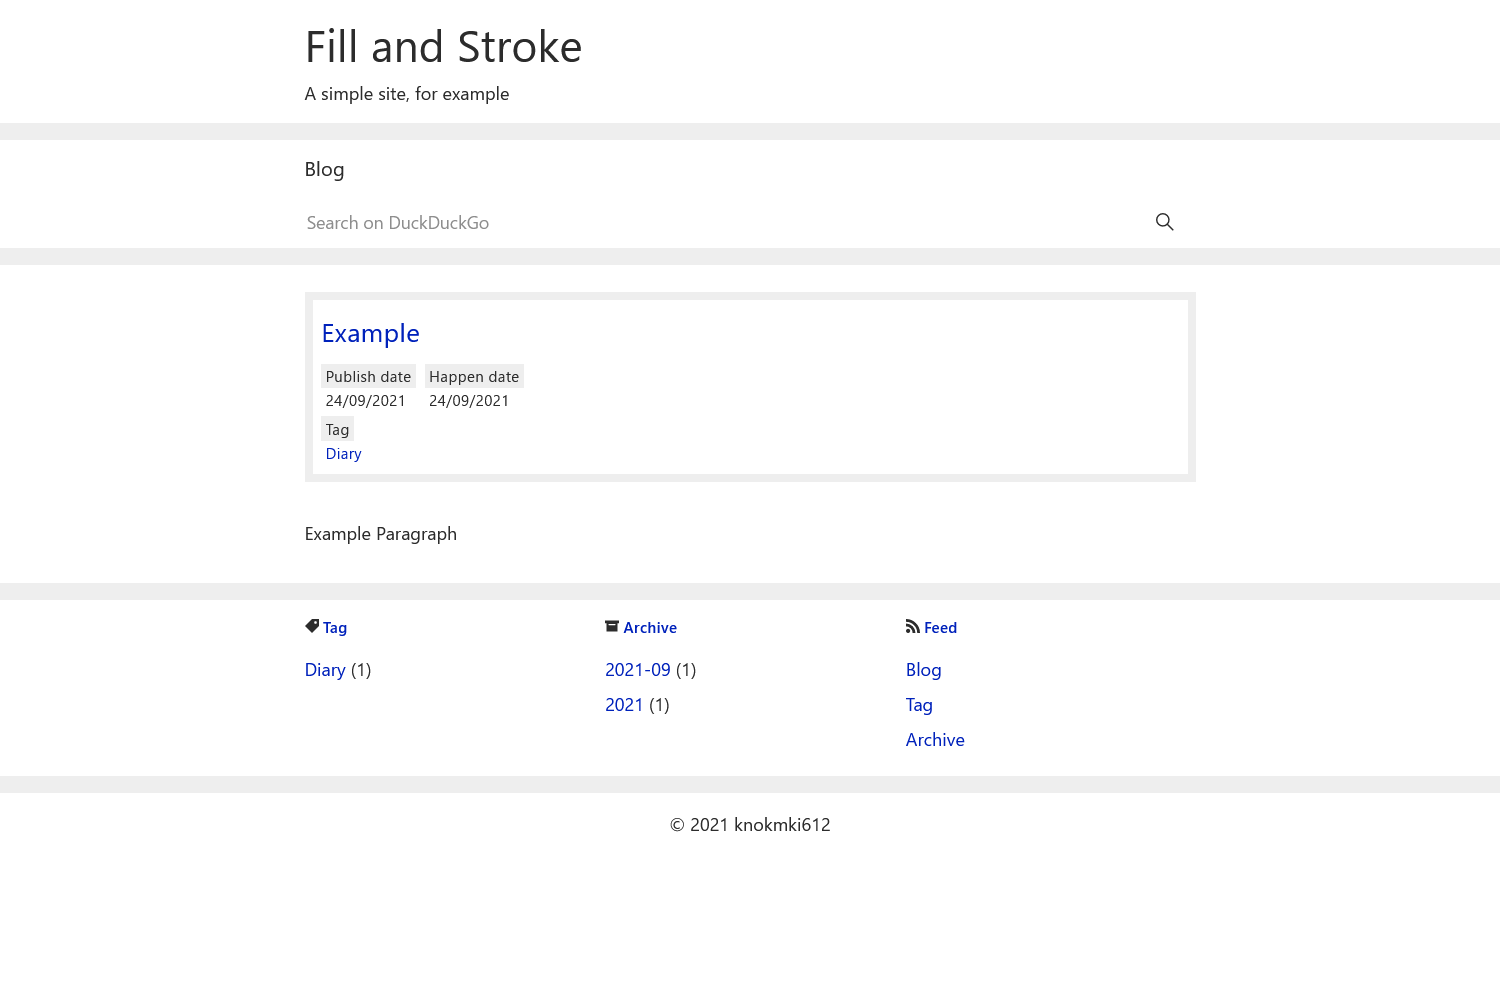 Fill and Stroke
A simple site, for example
Blog
Search on DuckDuckGo
Example
Publish date Happen date
24/09/2021 24/09/2021
Tag
Diary
Example Paragraph
Tag
Diary (1)
Archive
2021-09 (1)
2021 (1)
Feed
Blog
Tag
Archive
© 2021 knokmki612